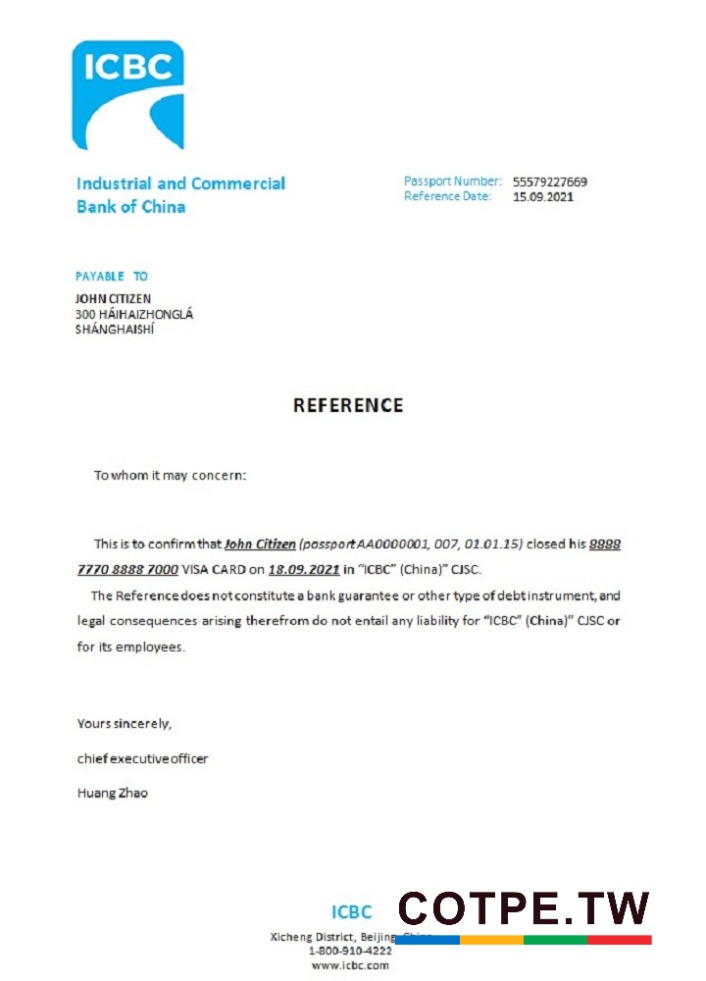 ICBC
Industrial and Commercial
Bank of China
Passport Number: 55579227669
Reference Date: 15.09.2021
PAYABLE TO
JOHN CITIZEN
300 HÁIHAIZHONGLÁ
SHÁNGHAISHÍ
REFERENCE
To whom it may concern:
This is to confirm that John Citizen (passport AA0000001, 007, 01.01.15) closed his 8888
7770 8888 7000 VISA CARD on 18.09.2021 in “ICBC” (China)” CJSC.
The Reference does not constitute a bank guarantee or other type of debt instrument, and
legal consequences arising therefrom do not entail any liability for “ICBC” (China)” CJSC or
for its employees.
Yours sincerely,
chief executive officer
Huang Zhao
ICBC
COTPE.TW
Xicheng District, Beijing,
1-800-910-4222
www.icbc.com